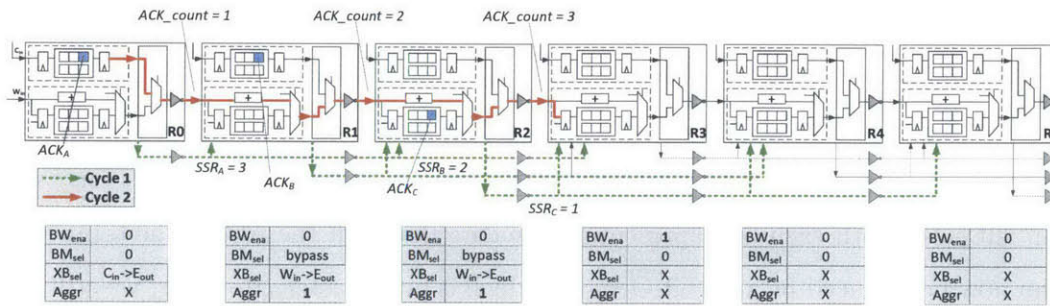 ACK_count = 1
ACK_count = 2
ACK_count = 3
C_in
W_in
+
+
+
+
+
+
R0
R1
R2
R3
R4
R
ACK_A
SSR_A = 3
ACK_B
SSR_B = 2
ACK_C
SSR_C = 1
Cycle 1
Cycle 2
BW_ena 0
BM_sel 0
XB_sel C_in->E_out
Aggr X
BW_ena 0
BM_sel bypass
XB_sel W_in->E_out
Aggr 1
BW_ena 0
BM_sel bypass
XB_sel W_in->E_out
Aggr 1
BW_ena 1
BM_sel 0
XB_sel X
Aggr X
BW_ena 0
BM_sel 0
XB_sel X
Aggr X
BW_ena 0
BM_sel 0
XB_sel X
Aggr X